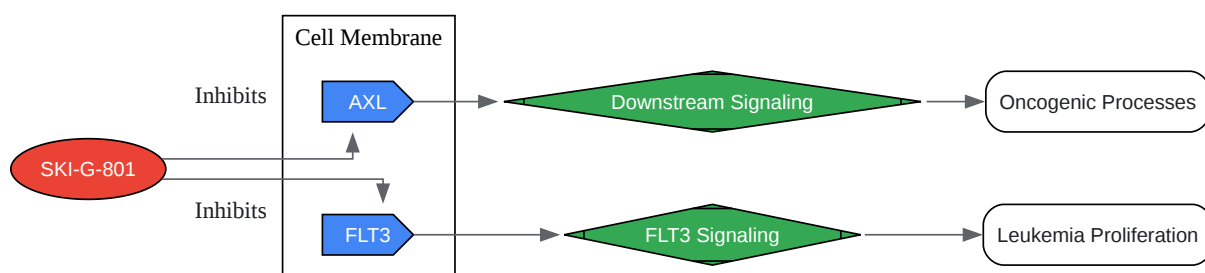 Cell Membrane
Inhibits
AXL
Downstream Signaling
Oncogenic Processes
SKI-G-801
Inhibits
FLT3
FLT3 Signaling
Leukemia Proliferation